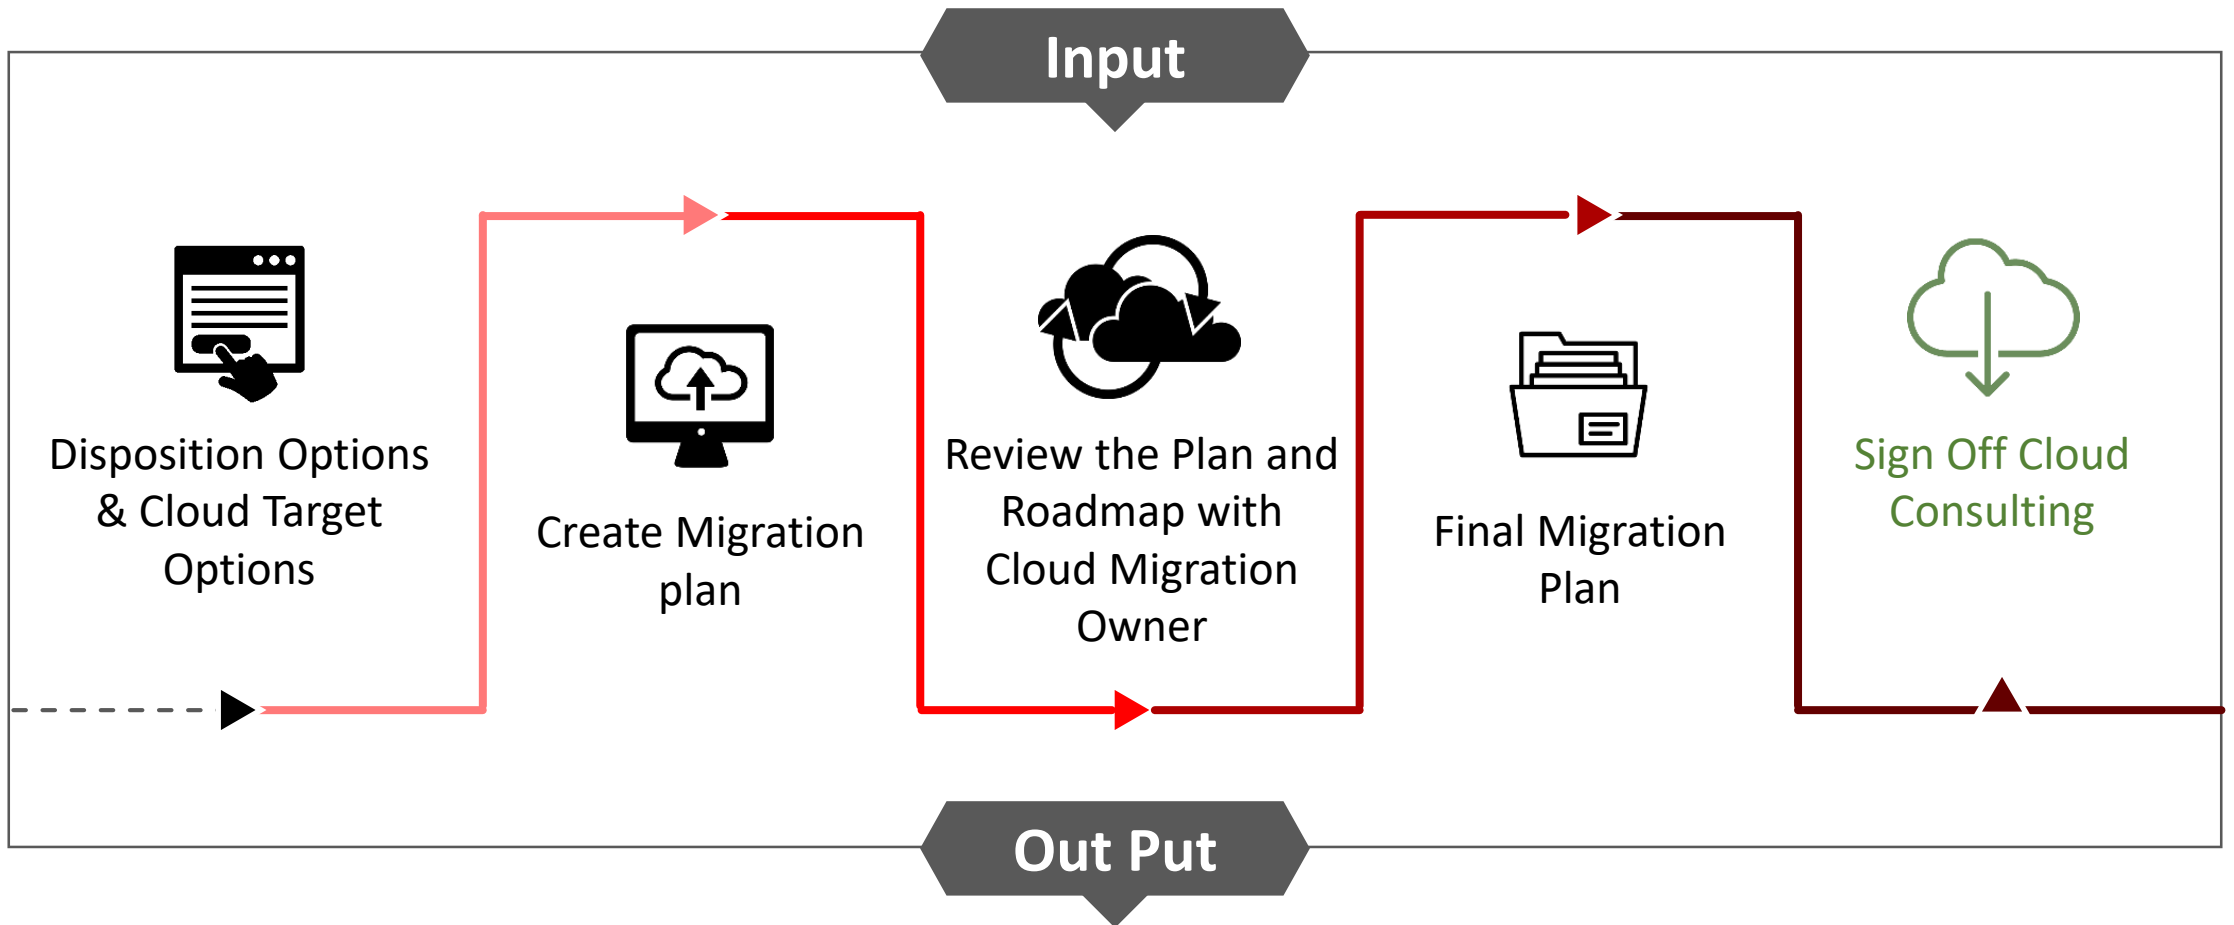 Input
Disposition Options
& Cloud Target
Options
Create Migration
plan
Review the Plan and
Roadmap with
Cloud Migration
Owner
Final Migration
Plan
Sign Off Cloud
Consulting
Out Put